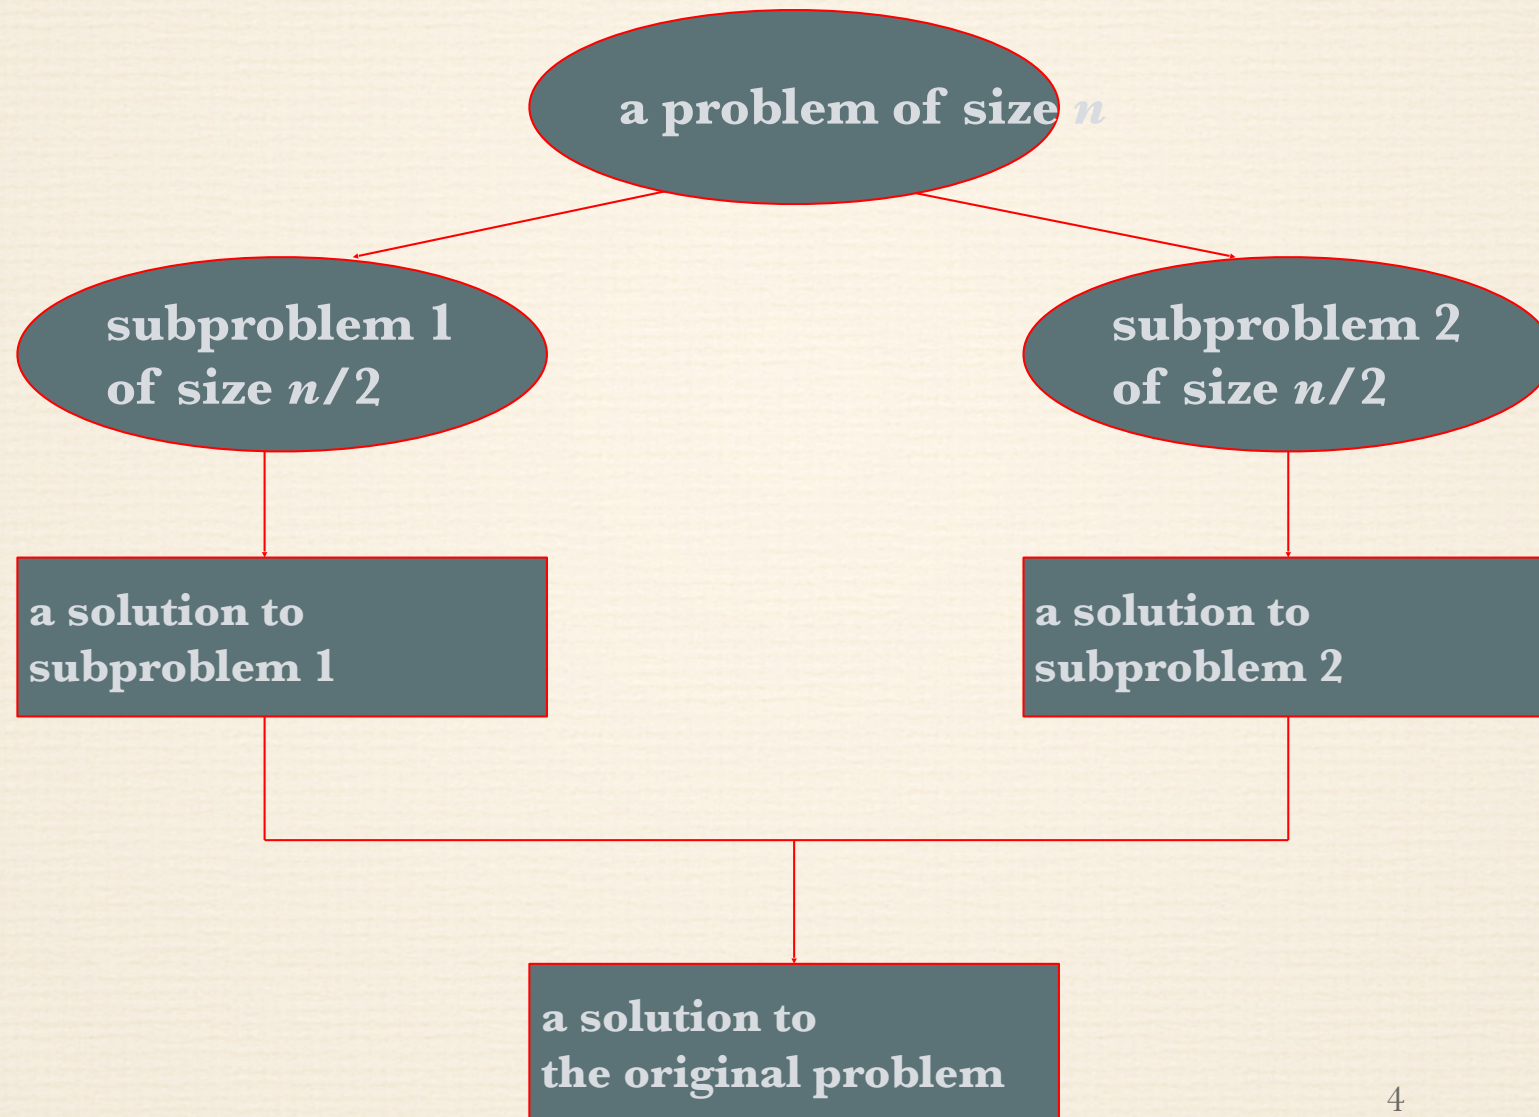 a problem of size n
subproblem 1
of size n/2
subproblem 2
of size n/2
a solution to
subproblem 1
a solution to
subproblem 2
a solution to
the original problem
4